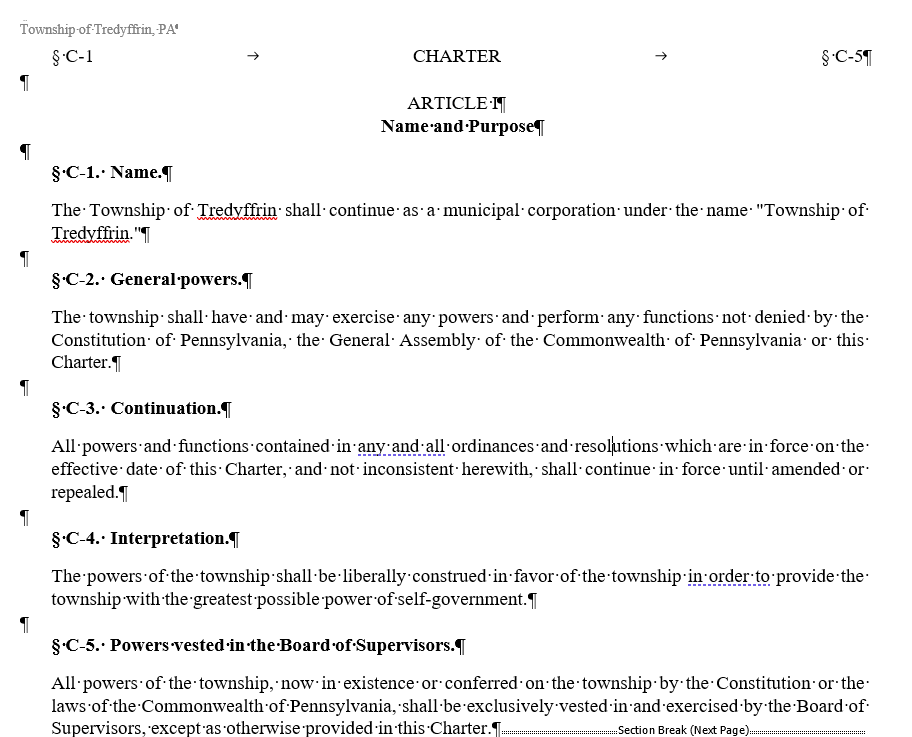 Township of Tredyffrin, PA
§ C-1 → CHARTER → § C-5¶
¶
ARTICLE I¶
Name and Purpose¶
¶
§ C-1. Name.¶
The Township of Tredyffrin shall continue as a municipal corporation under the name "Township of
Tredyffrin."¶
¶
§ C-2. General powers.¶
The township shall have and may exercise any powers and perform any functions not denied by the
Constitution of Pennsylvania, the General Assembly of the Commonwealth of Pennsylvania or this
Charter.¶
¶
§ C-3. Continuation.¶
All powers and functions contained in any and all ordinances and resolutions which are in force on the
effective date of this Charter, and not inconsistent herewith, shall continue in force until amended or
repealed.¶
¶
§ C-4. Interpretation.¶
The powers of the township shall be liberally construed in favor of the township in order to provide the
township with the greatest possible power of self-government.¶
¶
§ C-5. Powers vested in the Board of Supervisors.¶
All powers of the township, now in existence or conferred on the township by the Constitution or the
laws of the Commonwealth of Pennsylvania, shall be exclusively vested in and exercised by the Board of
Supervisors, except as otherwise provided in this Charter.¶ Section Break (Next Page)